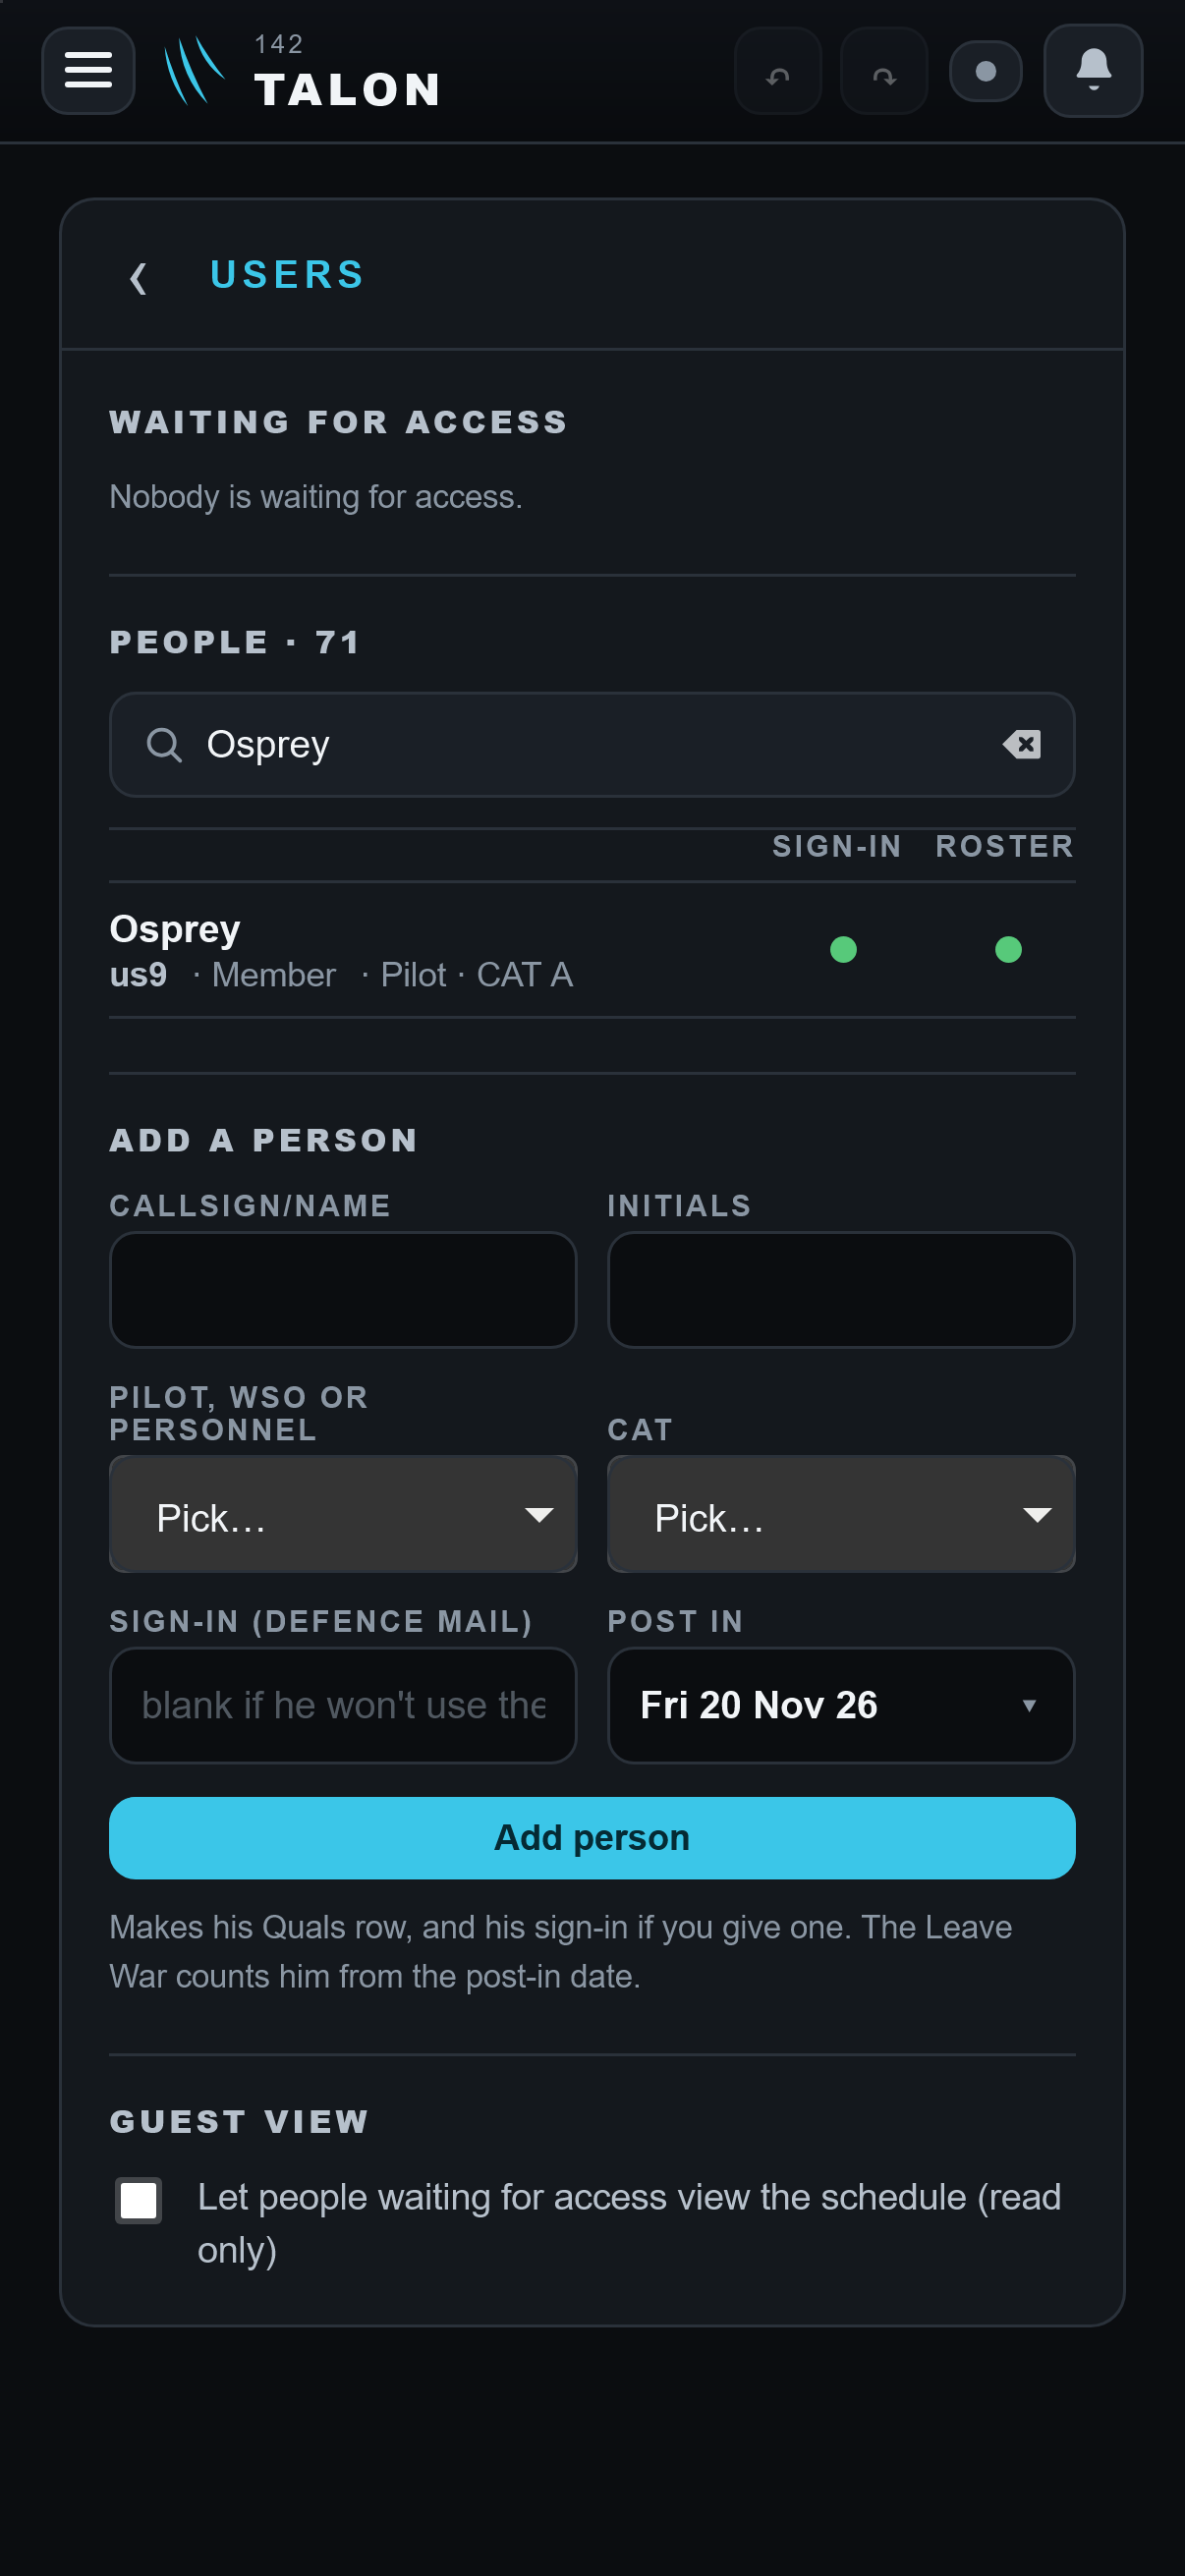 142
TALON
USERS
WAITING FOR ACCESS
Nobody is waiting for access.
PEOPLE · 71
Osprey
SIGN-IN ROSTER
Osprey
us9 · Member · Pilot · CAT A
ADD A PERSON
CALLSIGN/NAME INITIALS
PILOT, WSO OR
PERSONNEL CAT
Pick... Pick...
SIGN-IN (DEFENCE MAIL) POST IN
blank if he won't use the Fri 20 Nov 26
Add person
Makes his Quals row, and his sign-in if you give one. The Leave
War counts him from the post-in date.
GUEST VIEW
Let people waiting for access view the schedule (read
only)